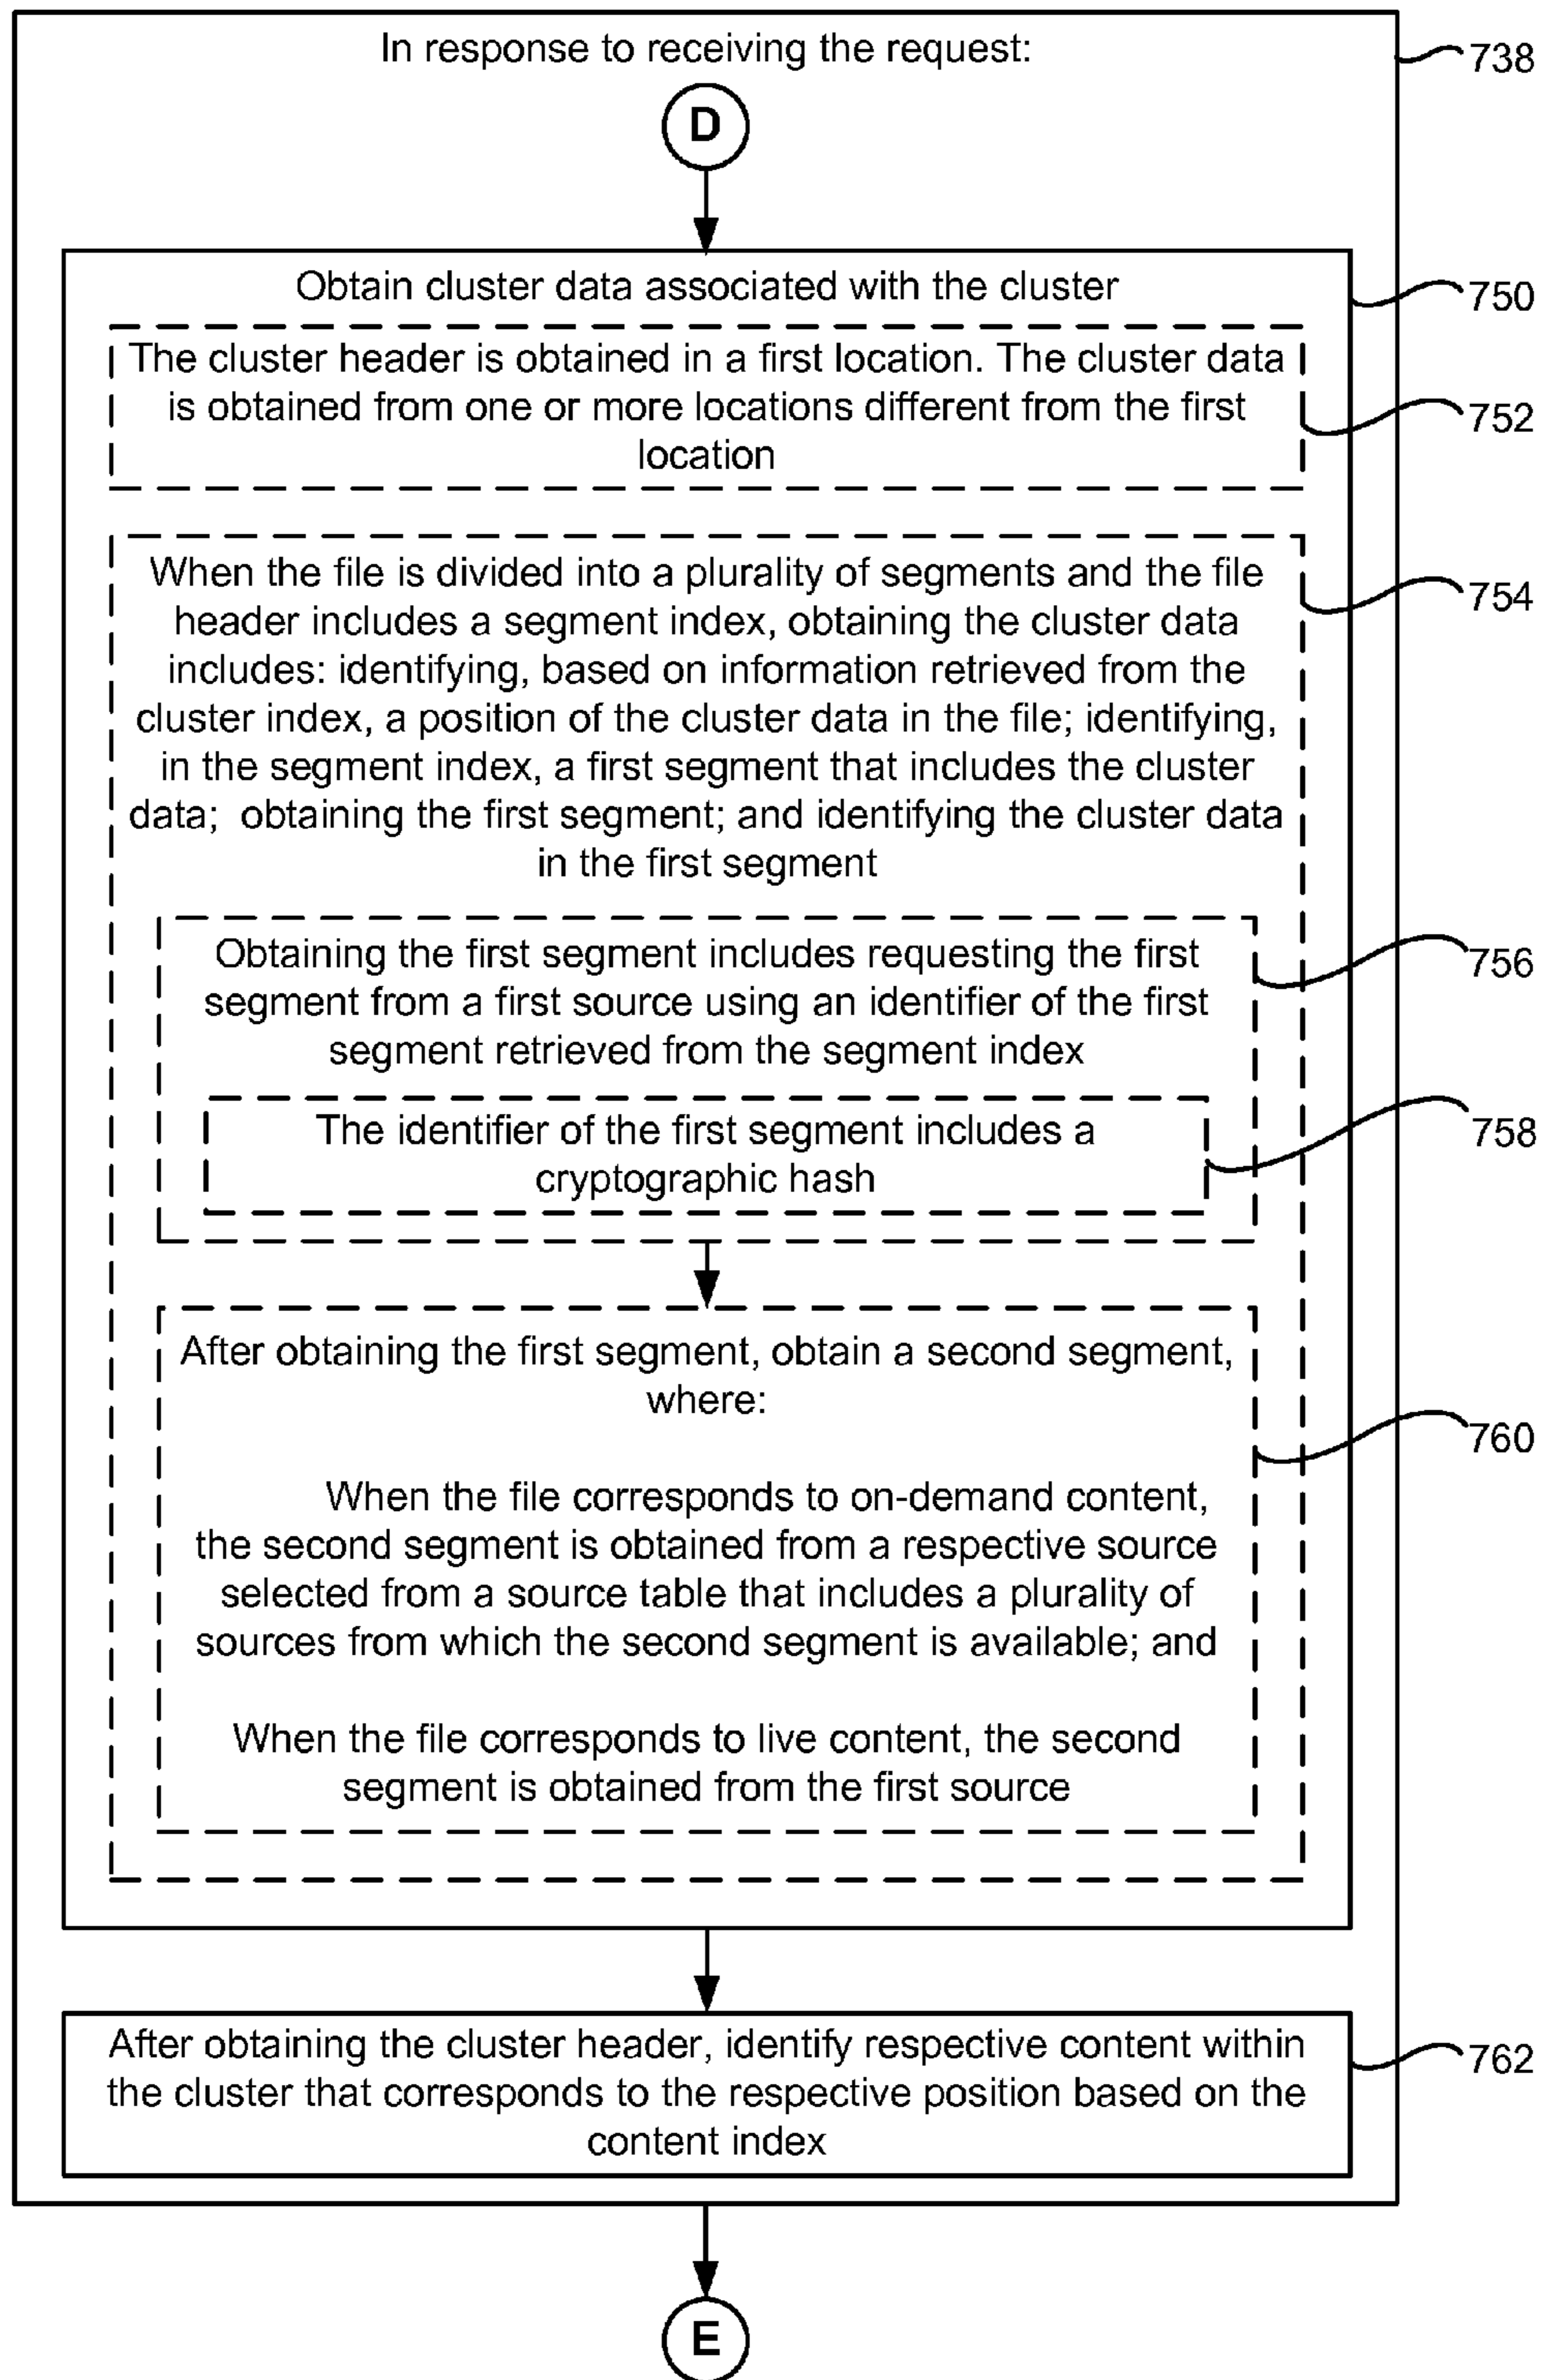 In response to receiving the request:
738
D
Obtain cluster data associated with the cluster
750
The cluster header is obtained in a first location. The cluster data
is obtained from one or more locations different from the first
location
752
When the file is divided into a plurality of segments and the file
header includes a segment index, obtaining the cluster data
includes: identifying, based on information retrieved from the
cluster index, a position of the cluster data in the file; identifying,
in the segment index, a first segment that includes the cluster
data; obtaining the first segment; and identifying the cluster data
in the first segment
754
Obtaining the first segment includes requesting the first
segment from a first source using an identifier of the first
segment retrieved from the segment index
756
The identifier of the first segment includes a
cryptographic hash
758
After obtaining the first segment, obtain a second segment,
where:
When the file corresponds to on-demand content,
the second segment is obtained from a respective source
selected from a source table that includes a plurality of
sources from which the second segment is available; and
When the file corresponds to live content, the second
segment is obtained from the first source
760
After obtaining the cluster header, identify respective content within
the cluster that corresponds to the respective position based on the
content index
762
E